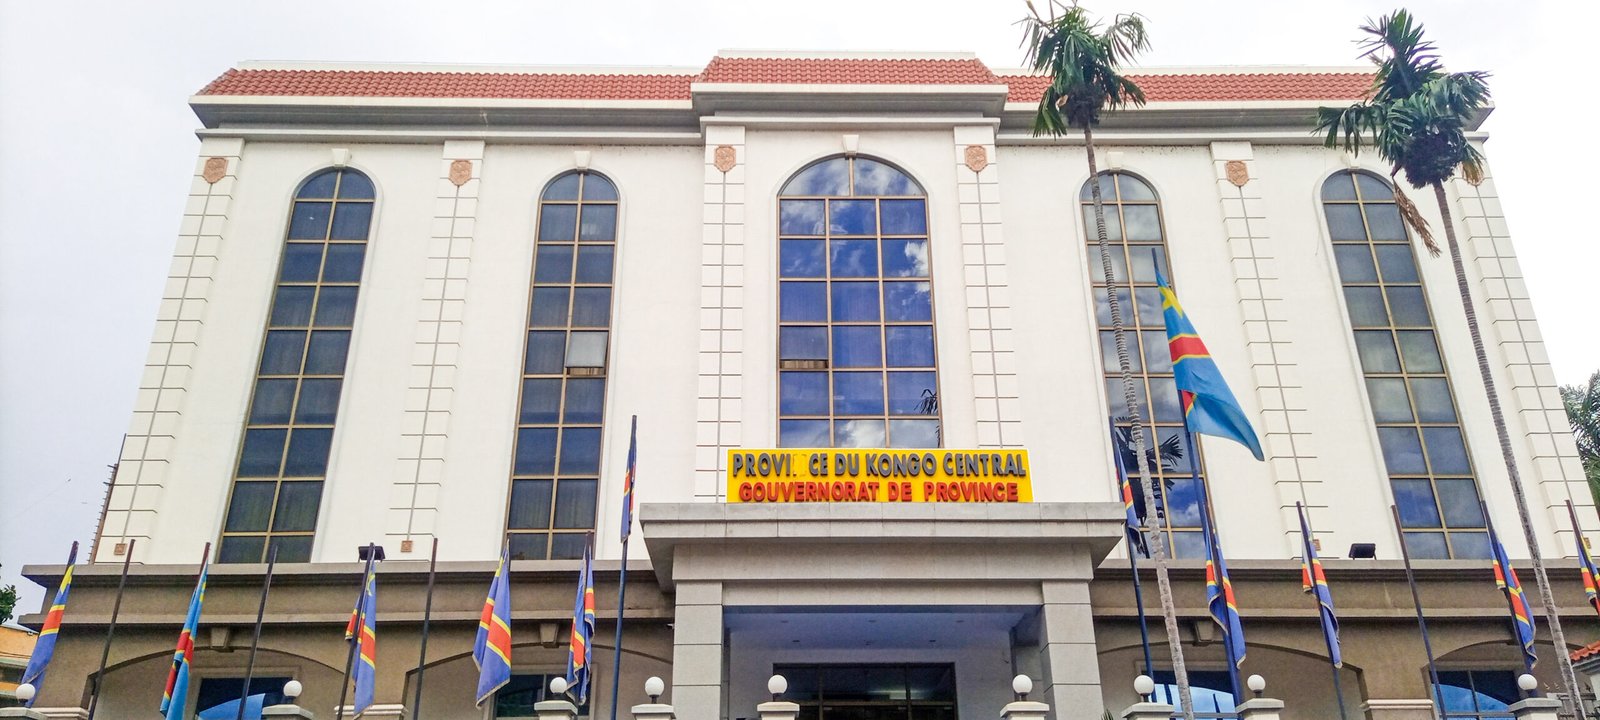 PROVI CE DU KONGO CENTRAL
GOUVERNORAT DE PROVINCE